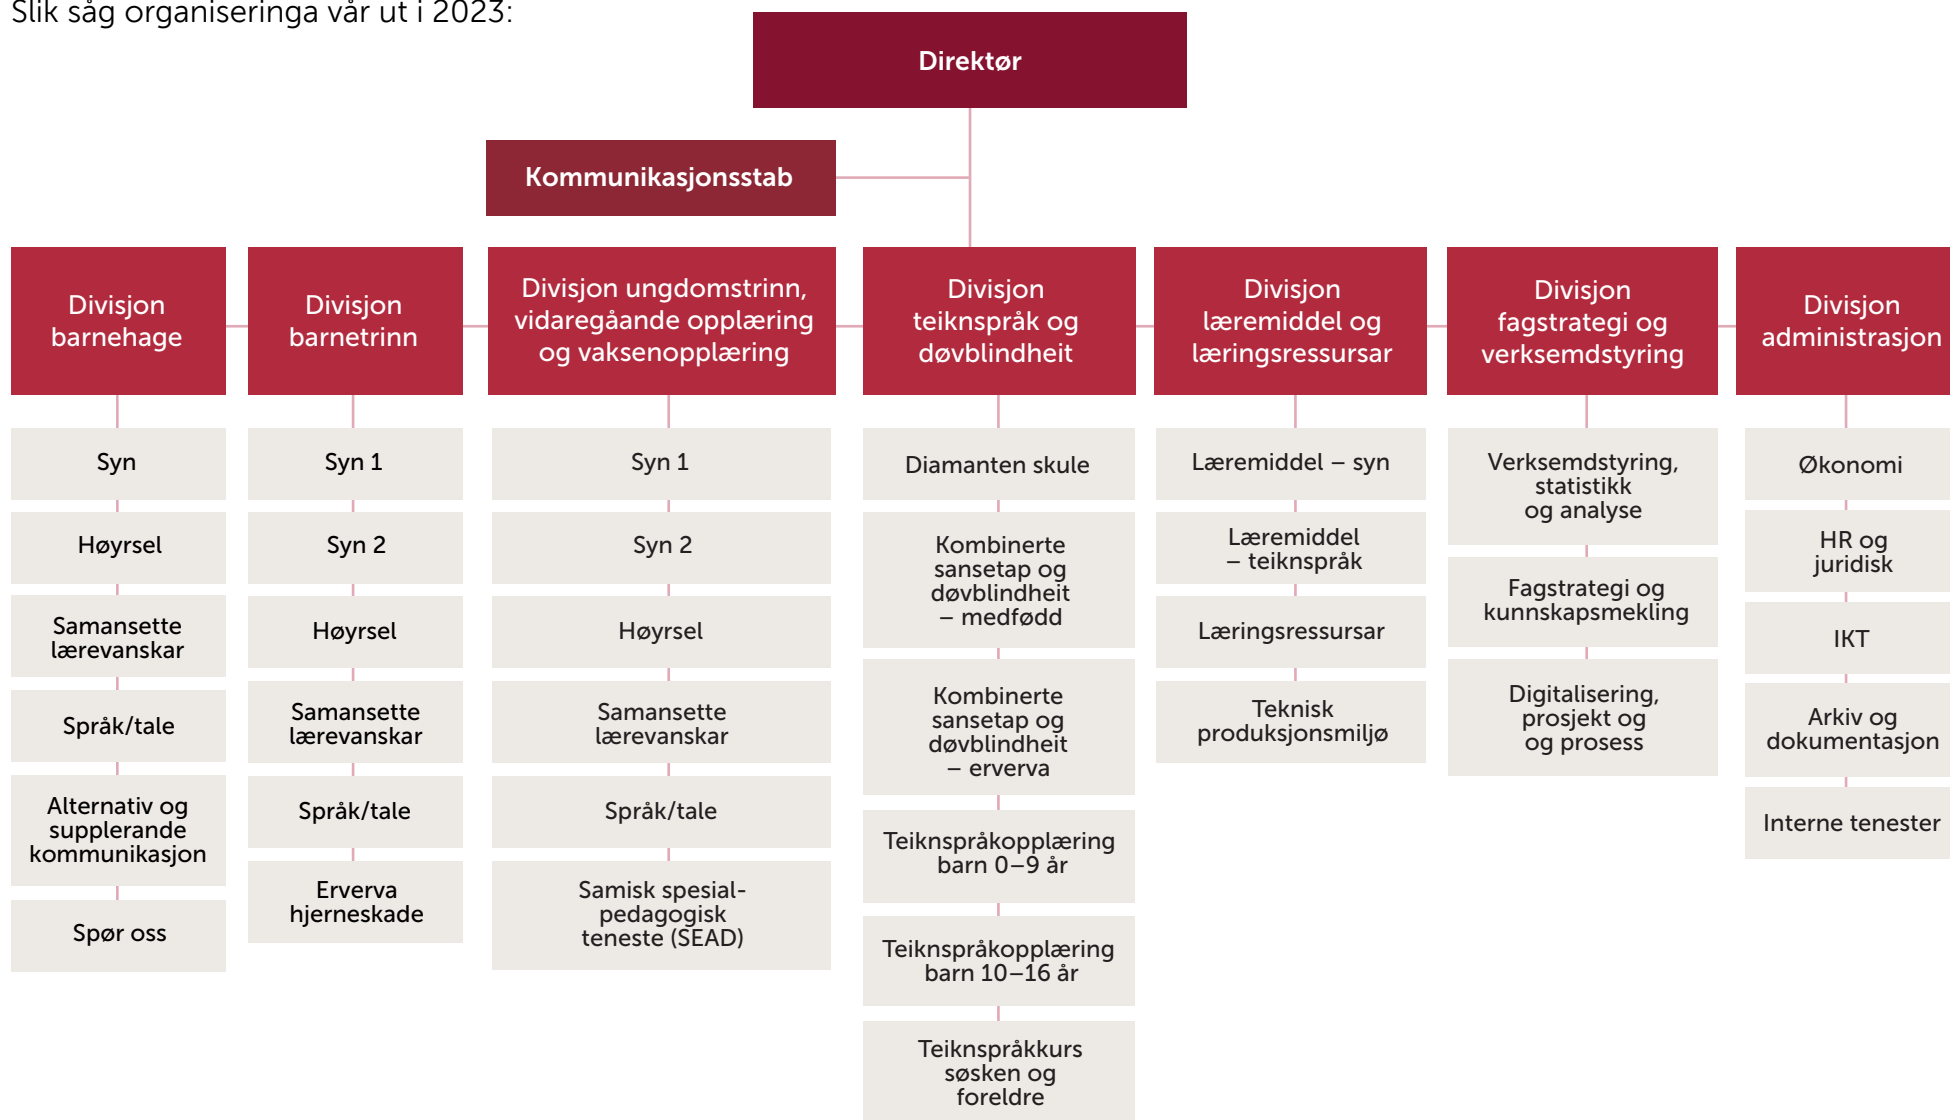 Slik såg organiseringa vår ut i 2023:
Direktør
Kommunikasjonsstab
Divisjon
barnehage
Syn
Høyrsel
Samansette
lærevanskar
Språk/tale
Alternativ og
supplerande
kommunikasjon
Spør oss
Divisjon
barnetrinn
Syn 1
Syn 2
Høyrsel
Samansette
lærevanskar
Språk/tale
Erverva
hjerneskade
Divisjon ungdomstrinn,
vidaregåande opplæring
og vaksenopplæring
Syn 1
Syn 2
Høyrsel
Samansette
lærevanskar
Språk/tale
Samisk spesial-
pedagogisk
teneste (SEAD)
Divisjon
teiknspråk og
døvblindheit
Diamanten skule
Kombinerte
sansetap og
døvblindheit
– medfødd
Kombinerte
sansetap og
døvblindheit
– erverva
Teiknspråkopplæring
barn 0–9 år
Teiknspråkopplæring
barn 10–16 år
Teiknspråkkurs
søsken og
foreldre
Divisjon
læremiddel og
læringsressursar
Læremiddel – syn
Læremiddel
– teiknspråk
Læringsressursar
Teknisk
produksjonsmiljø
Divisjon
fagstrategi og
verksemdstyring
Verksemdstyring,
statistikk
og analyse
Fagstrategi og
kunnskapsmekling
Digitalisering,
prosjekt og
og prosess
Divisjon
administrasjon
Økonomi
HR og
juridisk
IKT
Arkiv og
dokumentasjon
Interne tenester